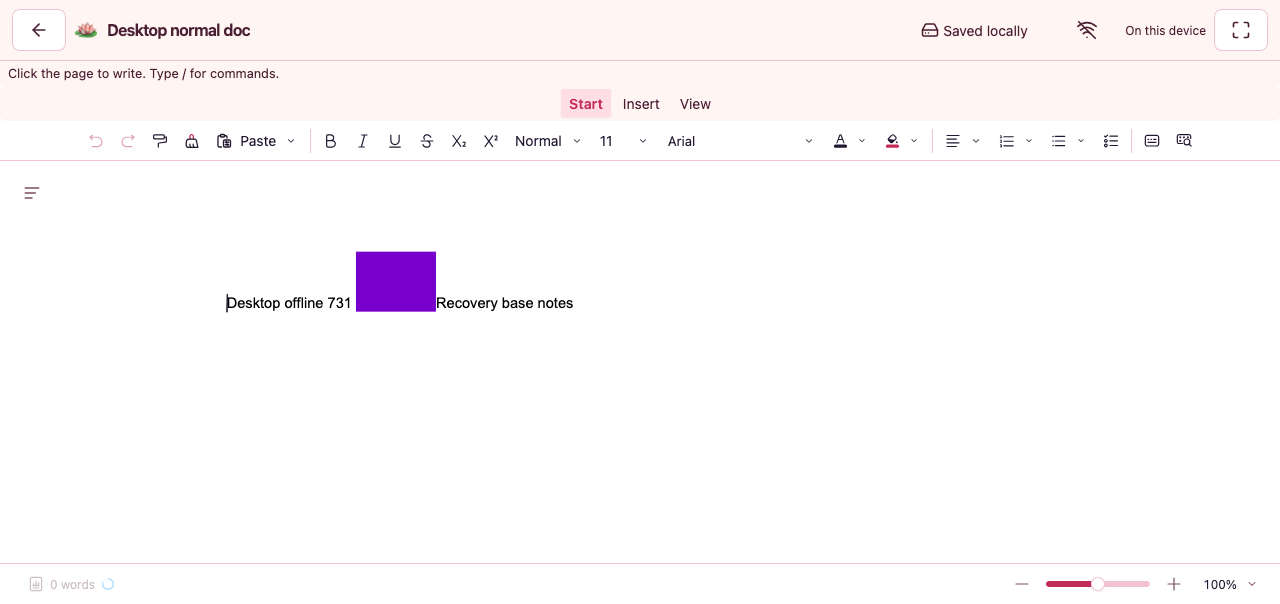 Desktop normal doc
Saved locally
On this device
Click the page to write. Type / for commands.
Start Insert View
Paste B I U S X₂ X² Normal 11 Arial A
Desktop offline 731 Recovery base notes
0 words
100%